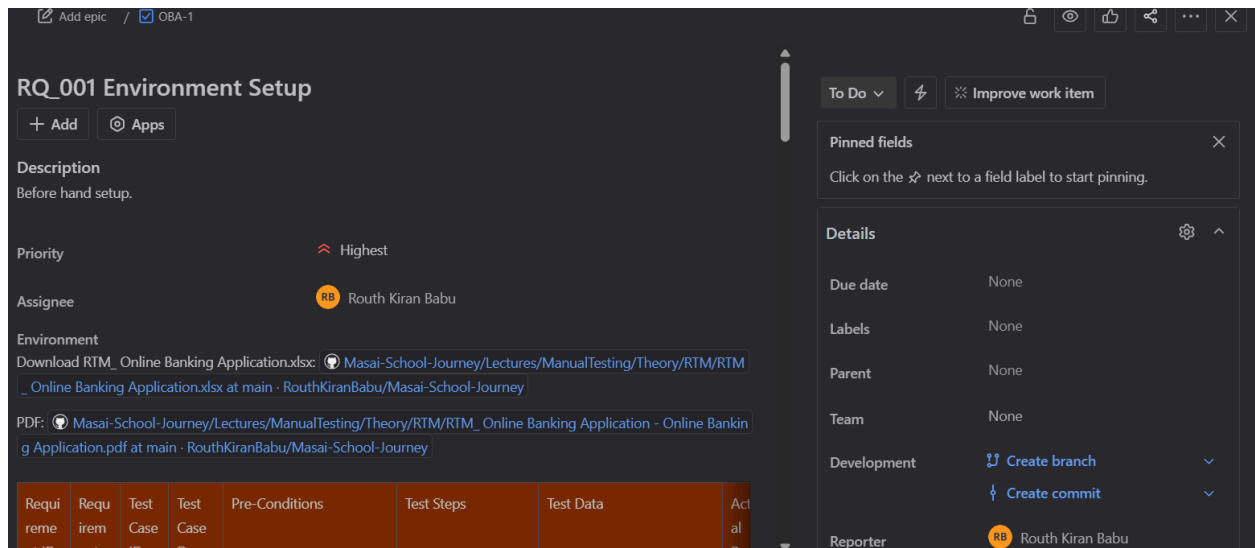 Add epic / OBA-1
RQ_001 Environment Setup
+ Add Apps
Description
Before hand setup.
Priority Highest
Assignee RB Routh Kiran Babu
Environment
Download RTM_ Online Banking Application.xlsx: Masai-School-Journey/Lectures/ManualTesting/Theory/RTM/RTM
_ Online Banking Application.xlsx at main · RouthKiranBabu/Masai-School-Journey
PDF: Masai-School-Journey/Lectures/ManualTesting/Theory/RTM/RTM_ Online Banking Application - Online Bankin
g Application.pdf at main · RouthKiranBabu/Masai-School-Journey
Requi Requ Test Test Pre-Conditions Test Steps Test Data Act
reme irem Case Case al
To Do Improve work item
Pinned fields
Click on the next to a field label to start pinning.
Details
Due date None
Labels None
Parent None
Team None
Development Create branch
Create commit
Reporter RB Routh Kiran Babu